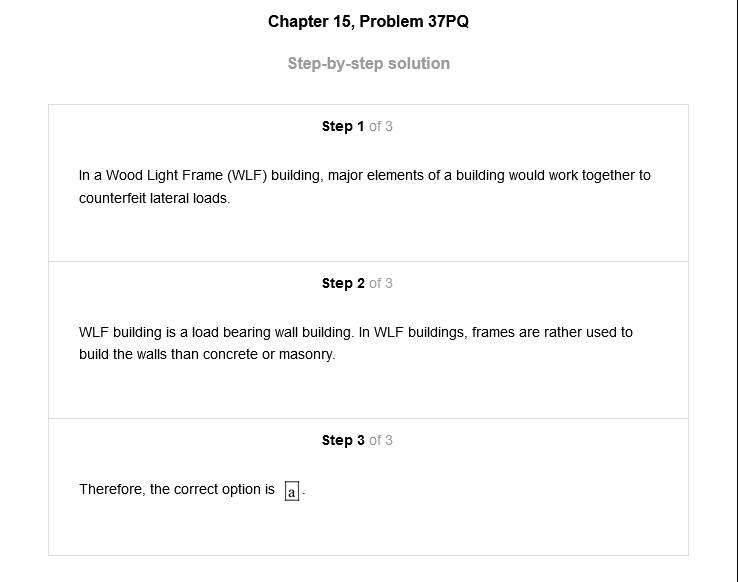 Chapter 15, Problem 37PQ
Step-by-step solution
Step 1 of 3
In a Wood Light Frame (WLF) building, major elements of a building would work together to
counterfeit lateral loads.
Step 2 of 3
WLF building is a load bearing wall building. In WLF buildings, frames are rather used to
build the walls than concrete or masonry.
Step 3 of 3
Therefore, the correct option is a.